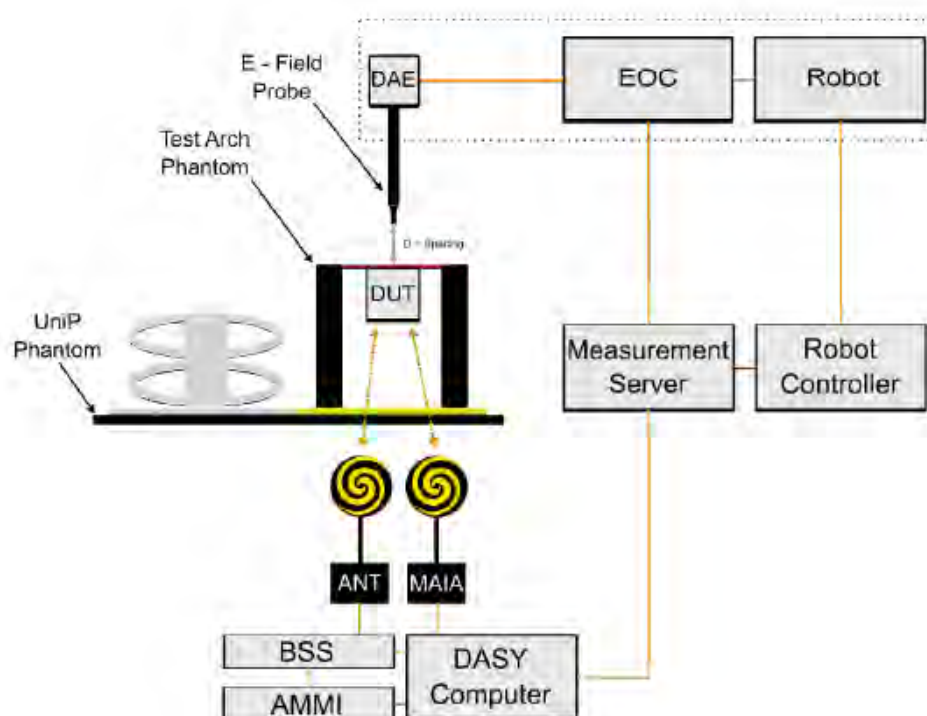 E - Field
Probe
DAE
EOC
Robot
Test Arch
Phantom
D = Spacing
DUT
UniP
Phantom
Measurement
Server
Robot
Controller
ANT
MAIA
BSS
DASY
Computer
AMMI